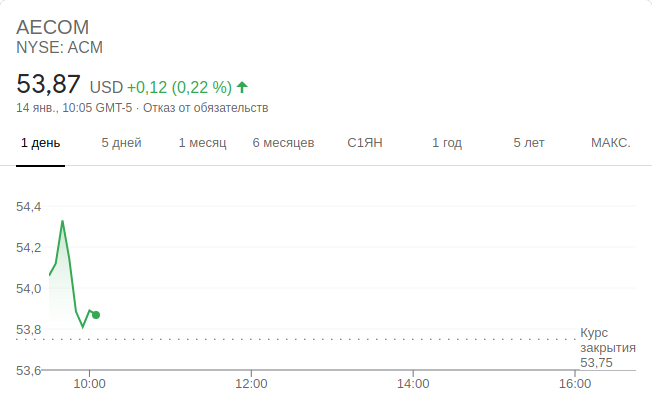 AECOM
NYSE: ACM
53,87 USD +0,12 (0,22 %)
14 янв., 10:05 GMT-5 · Отказ от обязательств
1 день 5 дней 1 месяц 6 месяцев С1ЯН 1 год 5 лет МАКС.
54,4
54,2
54,0
53,8
Курс
закрытия
53,75
53,6
10:00 12:00 14:00 16:00